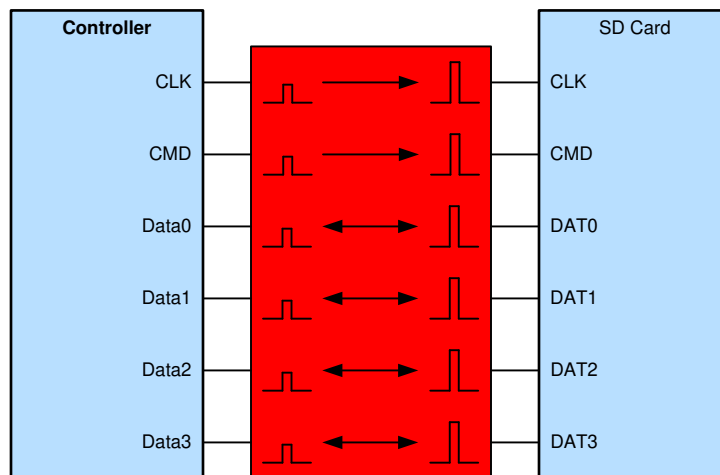 Controller
SD Card
CLK
CLK
CMD
CMD
Data0
DAT0
Data1
DAT1
Data2
DAT2
Data3
DAT3